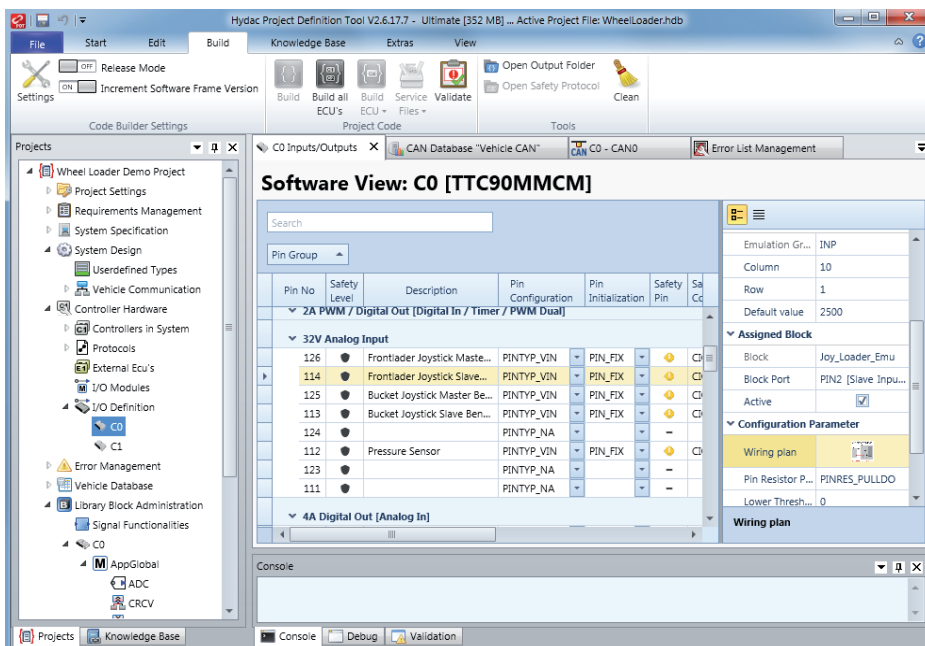 Hydac Project Definition Tool V2.6.17.7 - Ultimate [352 MB] ... Active Project File: WheelLoader.hdb
File Start Edit Build Knowledge Base Extras View
Settings
OFF Release Mode
ON Increment Software Frame Version
Code Builder Settings
Build
Build all ECU's
Build ECU
Service Files
Validate
Project Code
Open Output Folder
Open Safety Protocol
Clean
Tools
Projects
Wheel Loader Demo Project
Project Settings
Requirements Management
System Specification
System Design
Userdefined Types
Vehicle Communication
Controller Hardware
Controllers in System
Protocols
External Ecu's
I/O Modules
I/O Definition
C0
C1
Error Management
Vehicle Database
Library Block Administration
Signal Functionalities
C0
AppGlobal
ADC
CRCV
Projects Knowledge Base
C0 Inputs/Outputs X CAN Database "Vehicle CAN" CAN C0 - CAN0 Error List Management
Software View: C0 [TTC90MMCM]
Search
Pin Group
Pin No Safety Level Description Pin Configuration Pin Initialization Safety Pin
2A PWM / Digital Out [Digital In / Timer / PWM Dual]
32V Analog Input
126 Frontlader Joystick Maste... PINTYP_VIN PIN_FIX
114 Frontlader Joystick Slave... PINTYP_VIN PIN_FIX
125 Bucket Joystick Master Be... PINTYP_VIN PIN_FIX
113 Bucket Joystick Slave Ben... PINTYP_VIN PIN_FIX
124 PINTYP_NA –
112 Pressure Sensor PINTYP_VIN PIN_FIX
123 PINTYP_NA –
111 PINTYP_NA –
4A Digital Out [Analog In]
Emulation Gr... INP
Column 10
Row 1
Default value 2500
Assigned Block
Block Joy_Loader_Emu
Block Port PIN2 [Slave Inpu...
Active
Configuration Parameter
Wiring plan
Pin Resistor P... PINRES_PULLDO
Lower Thresh... 0
Wiring plan
Console
Console Debug Validation